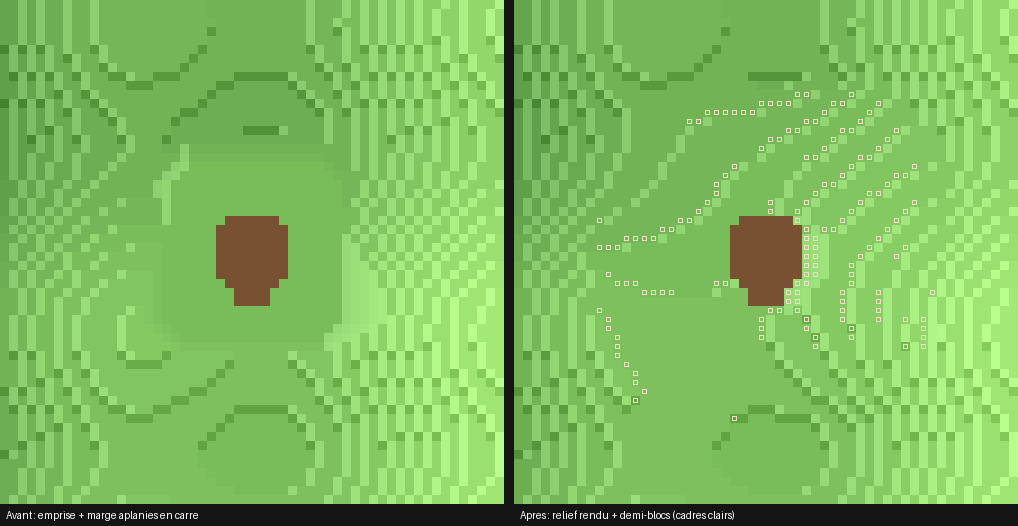 Avant: emprise + marge aplanies en carre
Apres: relief rendu + demi-blocs (cadres clairs)